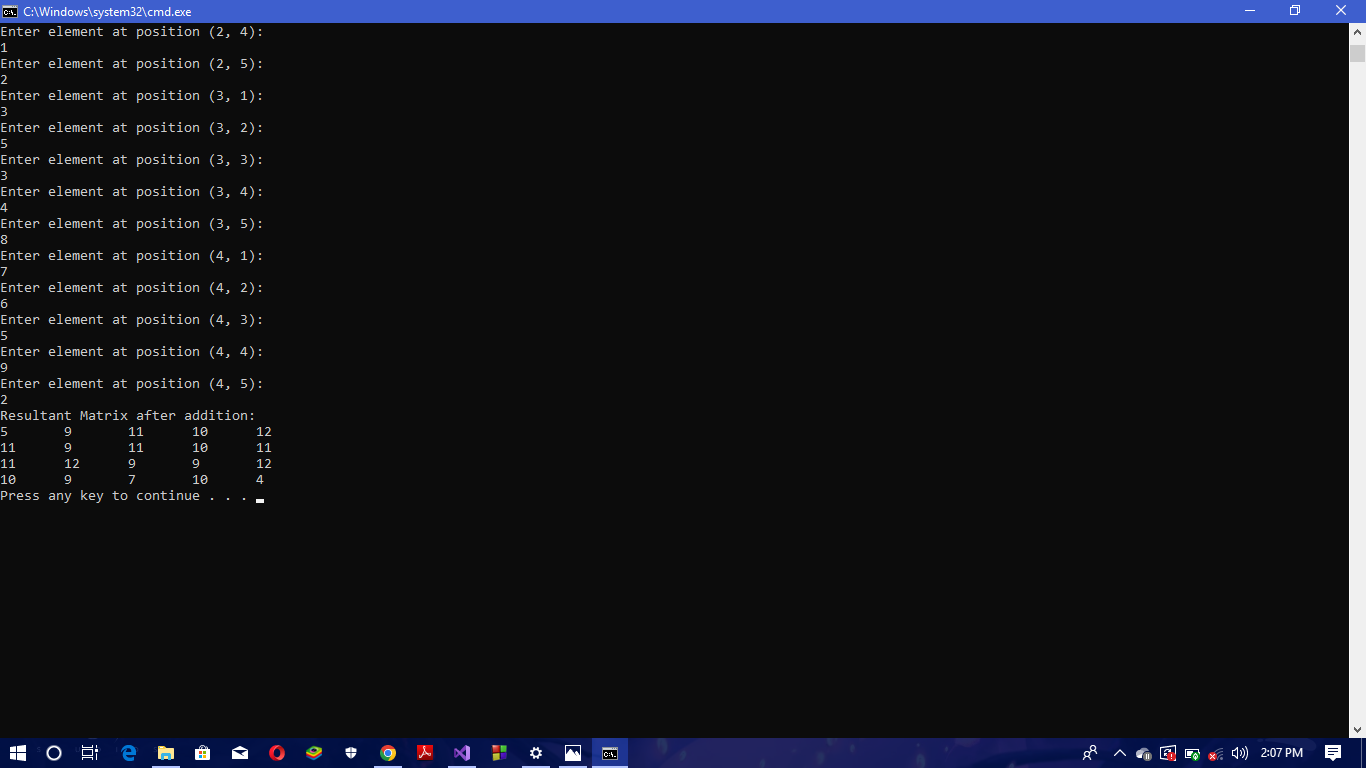 C:\Windows\system32\cmd.exe
Enter element at position (2, 4):
1
Enter element at position (2, 5):
2
Enter element at position (3, 1):
3
Enter element at position (3, 2):
5
Enter element at position (3, 3):
3
Enter element at position (3, 4):
4
Enter element at position (3, 5):
8
Enter element at position (4, 1):
7
Enter element at position (4, 2):
6
Enter element at position (4, 3):
5
Enter element at position (4, 4):
9
Enter element at position (4, 5):
2
Resultant Matrix after addition:
5 9 11 10 12
11 9 11 10 11
11 12 9 9 12
10 9 7 10 4
Press any key to continue . . .
2:07 PM